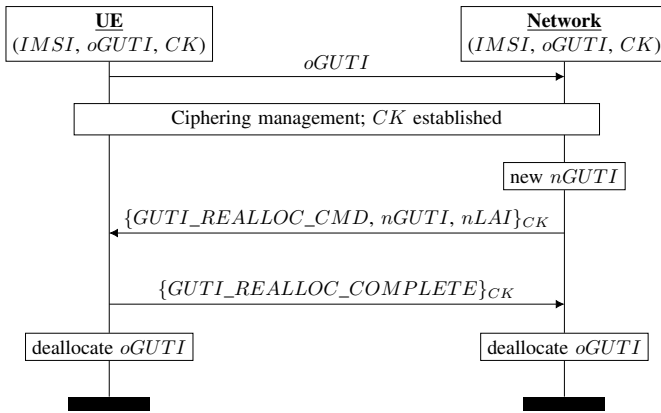 UE
(IMSI, oGUTI, CK)
Network
(IMSI, oGUTI, CK)
oGUTI
Ciphering management; CK established
new nGUTI
{GUTI_REALLOC_CMD, nGUTI, nLAI}CK
{GUTI_REALLOC_COMPLETE}CK
deallocate oGUTI
deallocate oGUTI